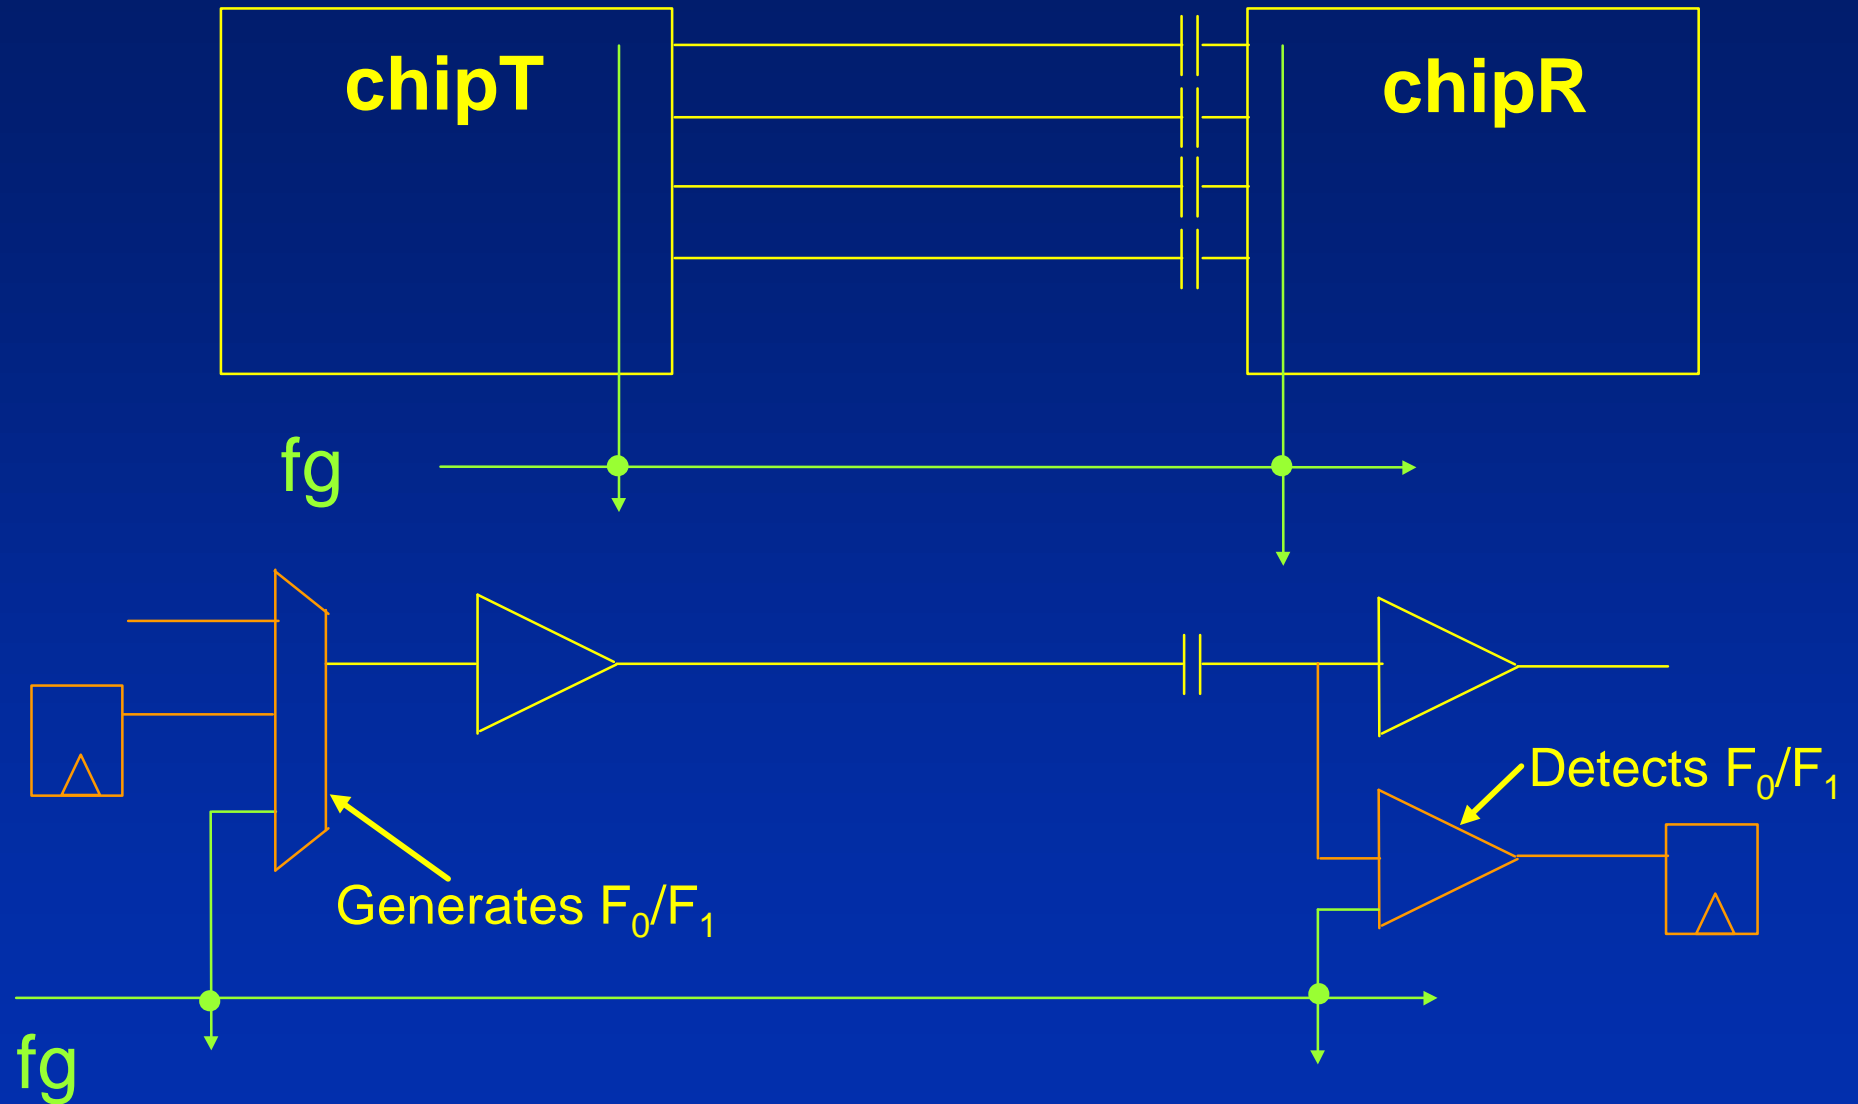 chipT
chipR
fg
Detects F₀/F₁
Generates F₀/F₁
fg